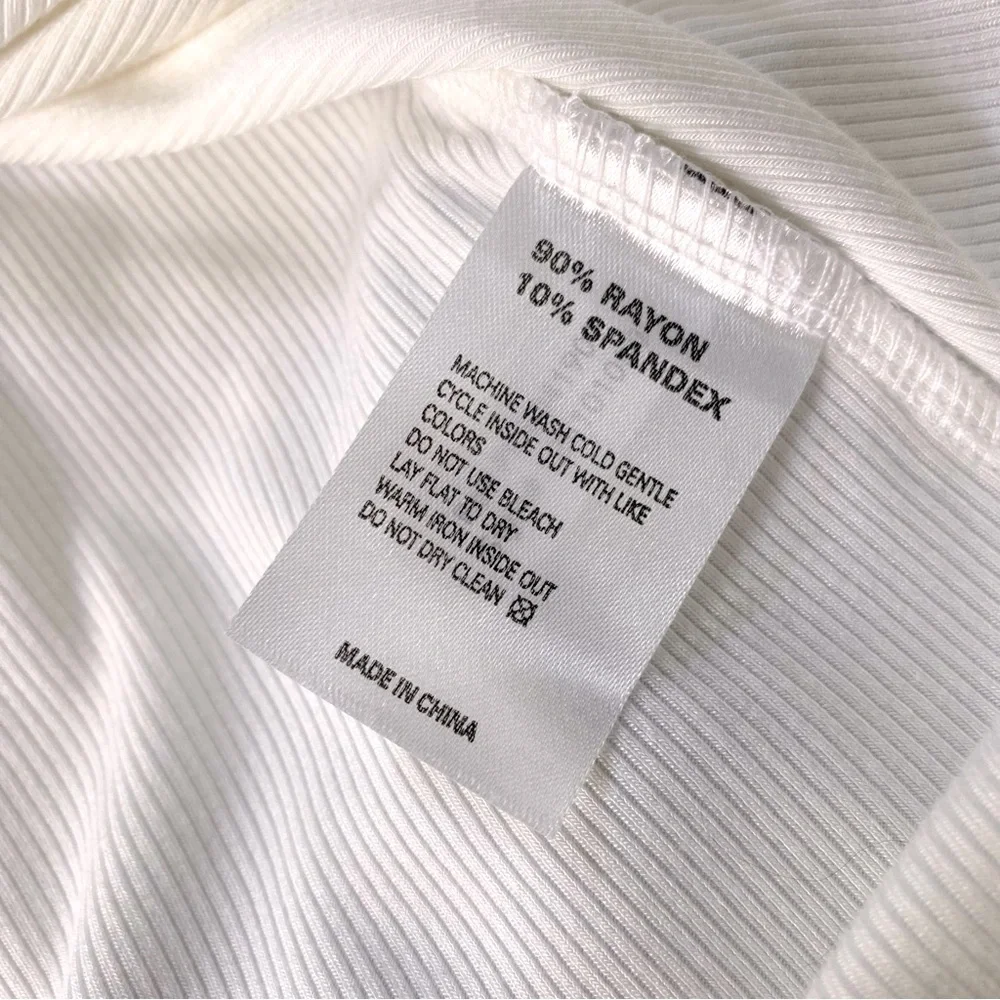 90% RAYON
10% SPANDEX
MACHINE WASH COLD GENTLE
CYCLE INSIDE OUT WITH LIKE
COLORS
DO NOT USE BLEACH
LAY FLAT TO DRY
WARM IRON INSIDE OUT
DO NOT DRY CLEAN
MADE IN CHINA